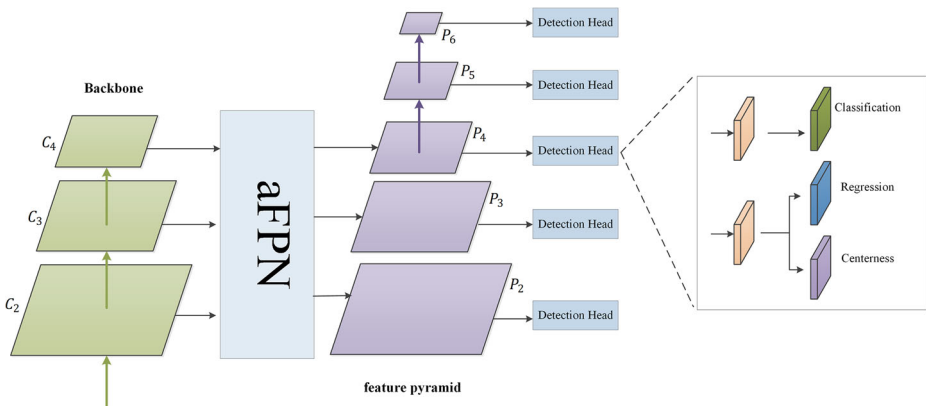 Backbone
C₄
C₃
C₂
aFPN
P₆
P₅
P₄
P₃
P₂
feature pyramid
Detection Head
Detection Head
Detection Head
Detection Head
Detection Head
Classification
Regression
Centerness